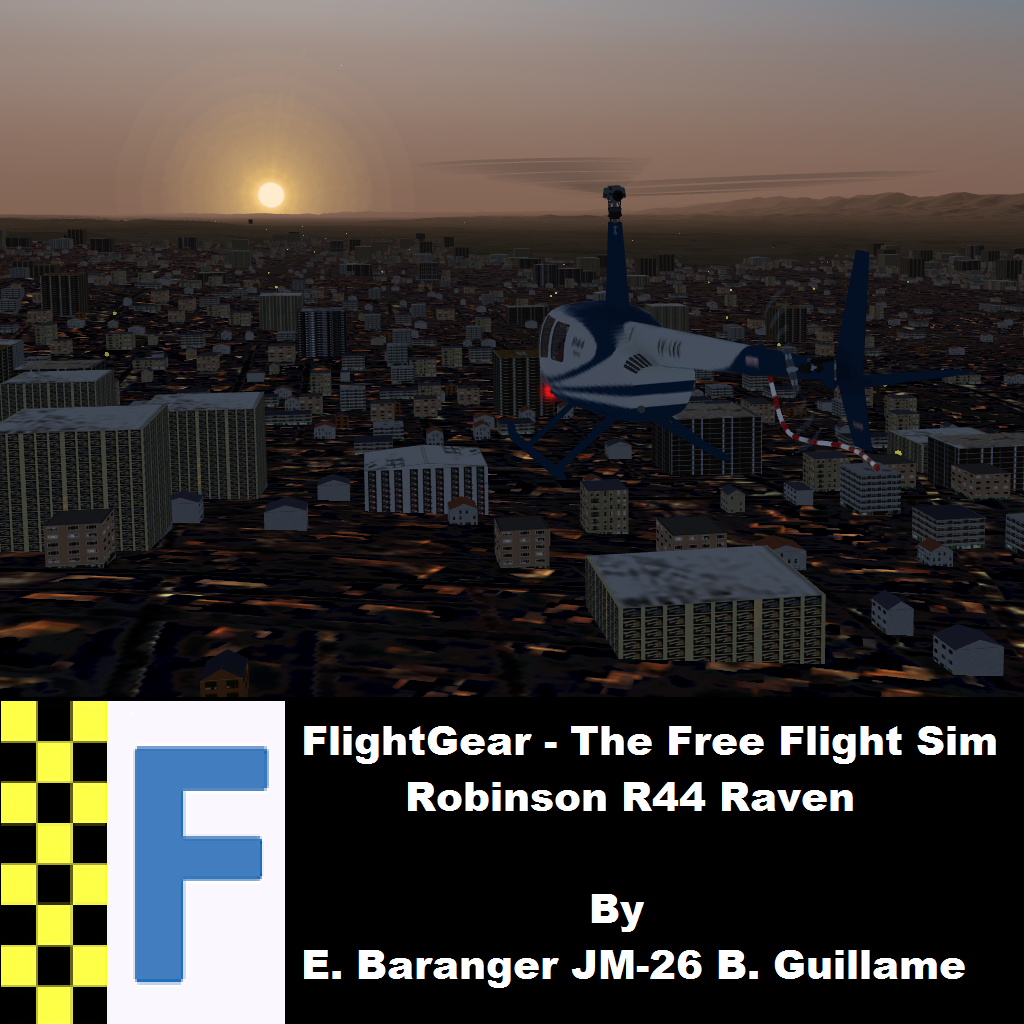 FlightGear - The Free Flight Sim
Robinson R44 Raven
F
By
E. Baranger JM-26 B. Guillame